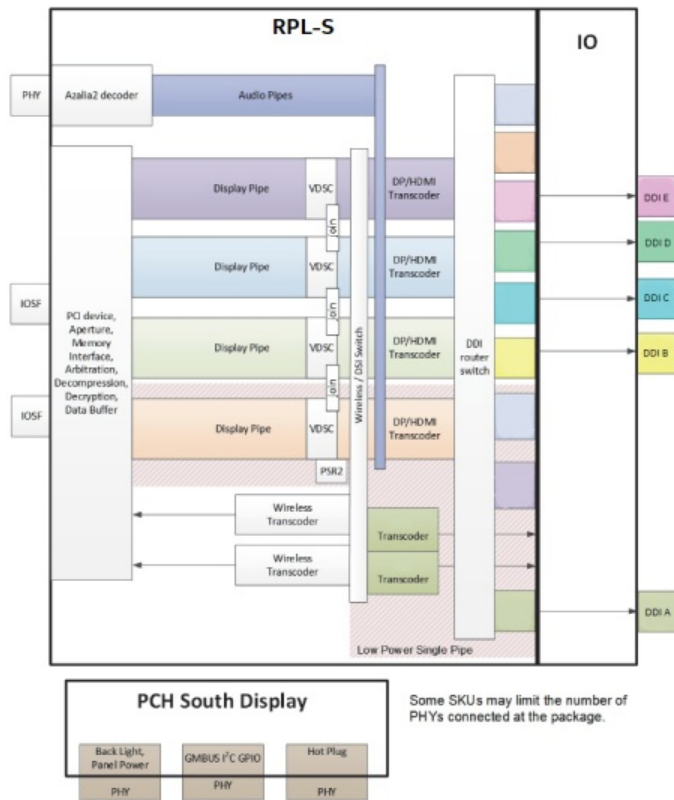 RPL-S
IO
PHY
Azalia2 decoder
Audio Pipes
Display Pipe
VDSC
DP/HDMI
Transcoder
DDI E
Join
DDI D
Display Pipe
VDSC
DP/HDMI
Transcoder
IOSF
PCI device,
Aperture,
Memory
Interface,
Arbitration,
Decompression,
Decryption,
Data Buffer
Join
Wireless / DSI Switch
DDI C
Display Pipe
VDSC
DP/HDMI
Transcoder
DDI
router
switch
DDI B
Join
IOSF
Display Pipe
VDSC
DP/HDMI
Transcoder
PSR2
Wireless
Transcoder
Transcoder
Wireless
Transcoder
Transcoder
DDI A
Low Power Single Pipe
PCH South Display
Some SKUs may limit the number of
PHYs connected at the package.
Back Light,
Panel Power
GMBUS I²C GPIO
Hot Plug
PHY
PHY
PHY